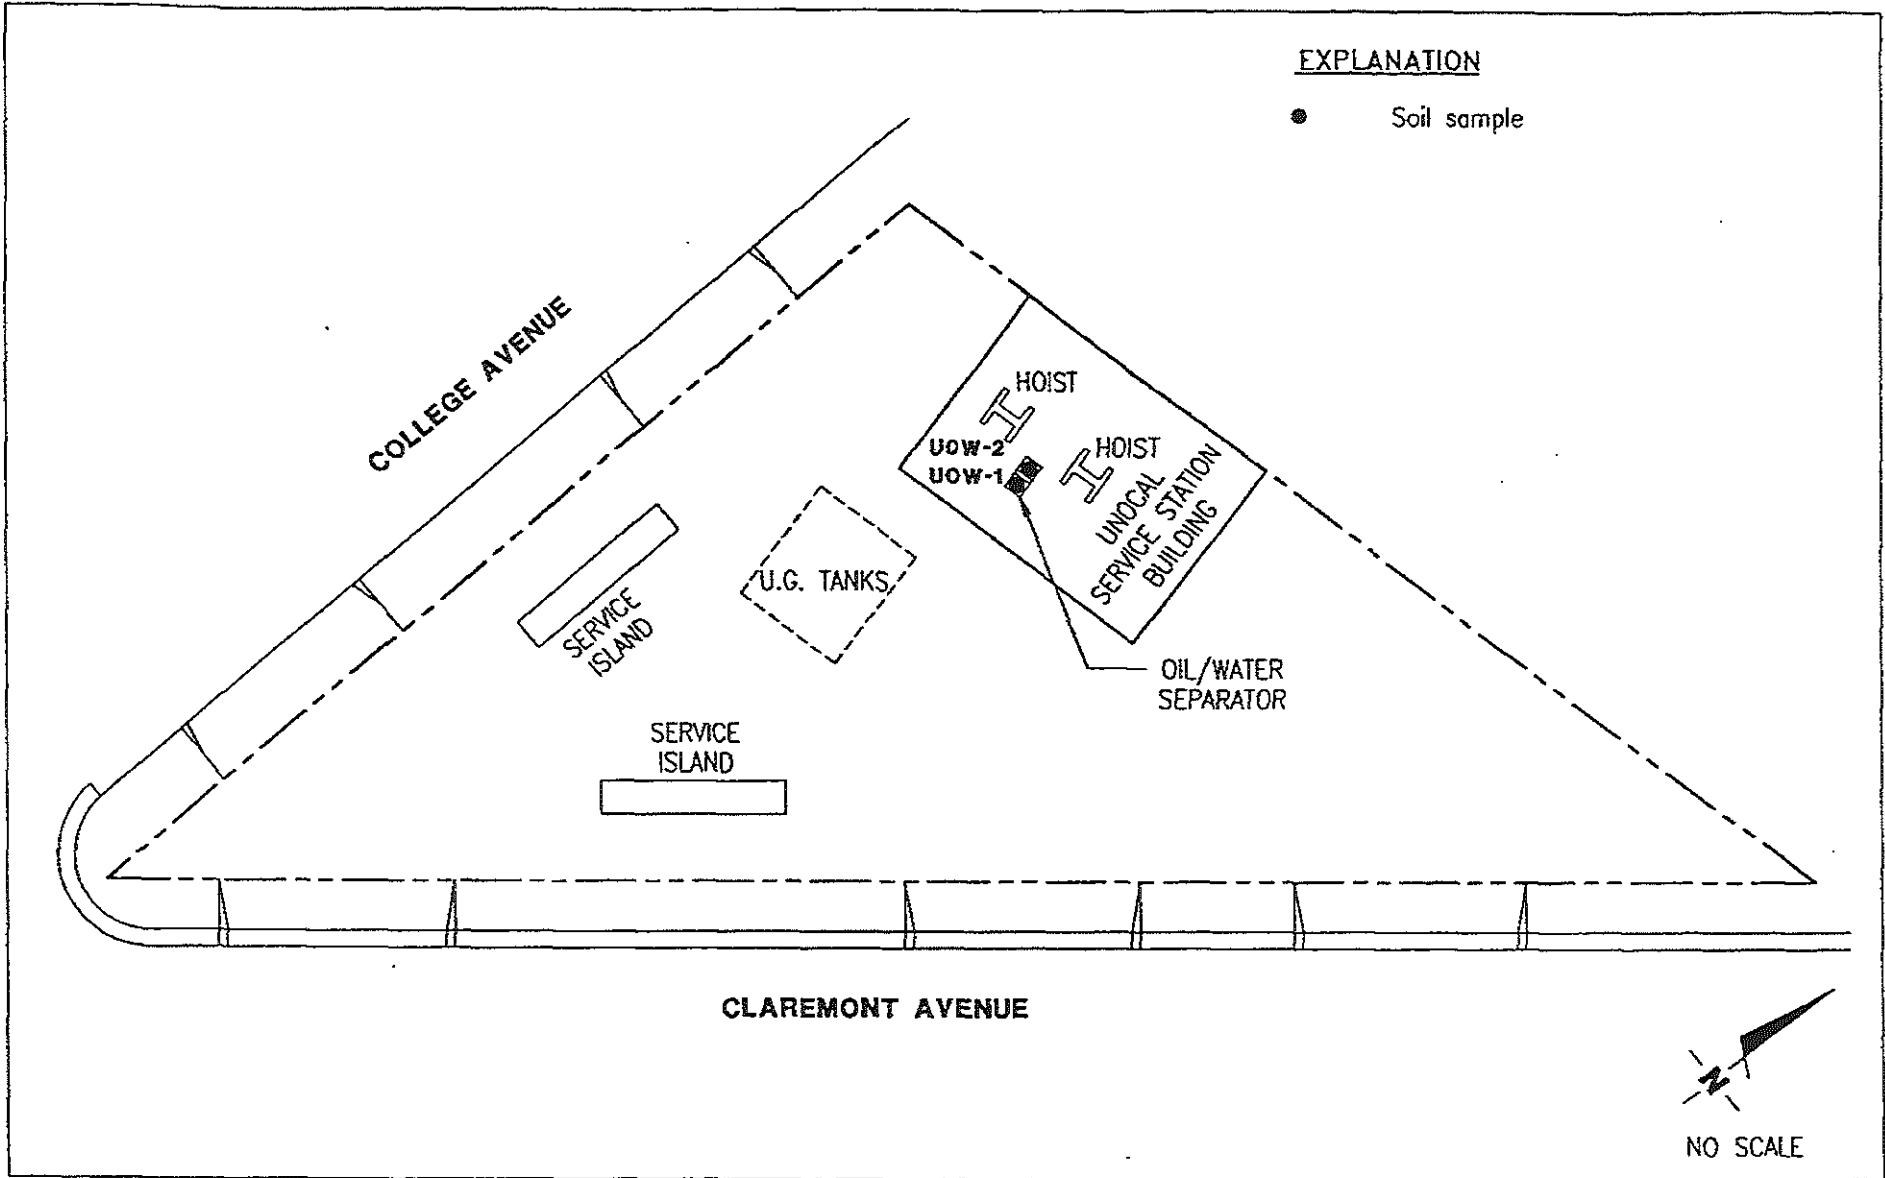 EXPLANATION
Soil sample
COLLEGE AVENUE
HOIST
UOW-2
HOIST
UOW-1
UNOCAL
SERVICE STATION
BUILDING
U.G. TANKS
SERVICE
ISLAND
OIL/WATER
SEPARATOR
SERVICE
ISLAND
CLAREMONT AVENUE
N
NO SCALE